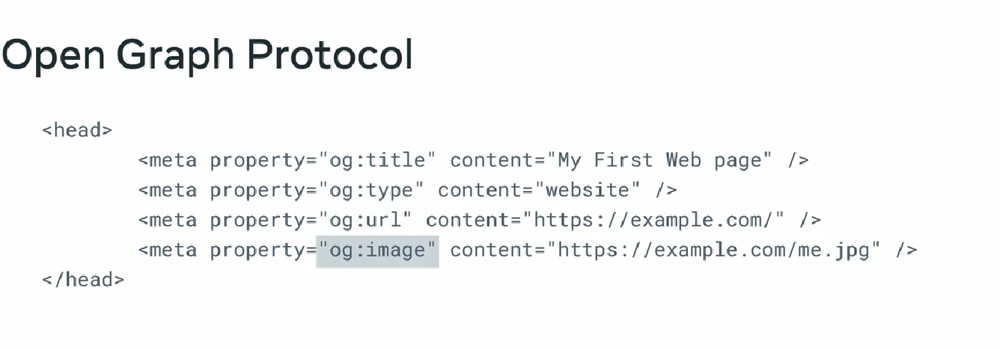 Open Graph Protocol
<head>
<meta property="og:title" content="My First Web page" />
<meta property="og:type" content="website" />
<meta property="og:url" content="https://example.com/" />
<meta property="og:image" content="https://example.com/me.jpg" />
</head>